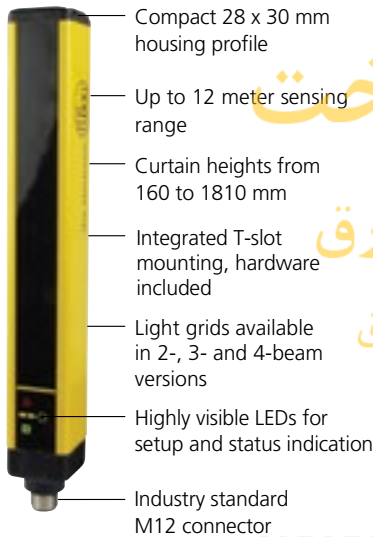 Compact 28 x 30 mm
housing profile
Up to 12 meter sensing
range
Curtain heights from
160 to 1810 mm
Integrated T-slot
mounting, hardware
included
Light grids available
in 2-, 3- and 4-beam
versions
Highly visible LEDs for
setup and status indication
Industry standard
M12 connector